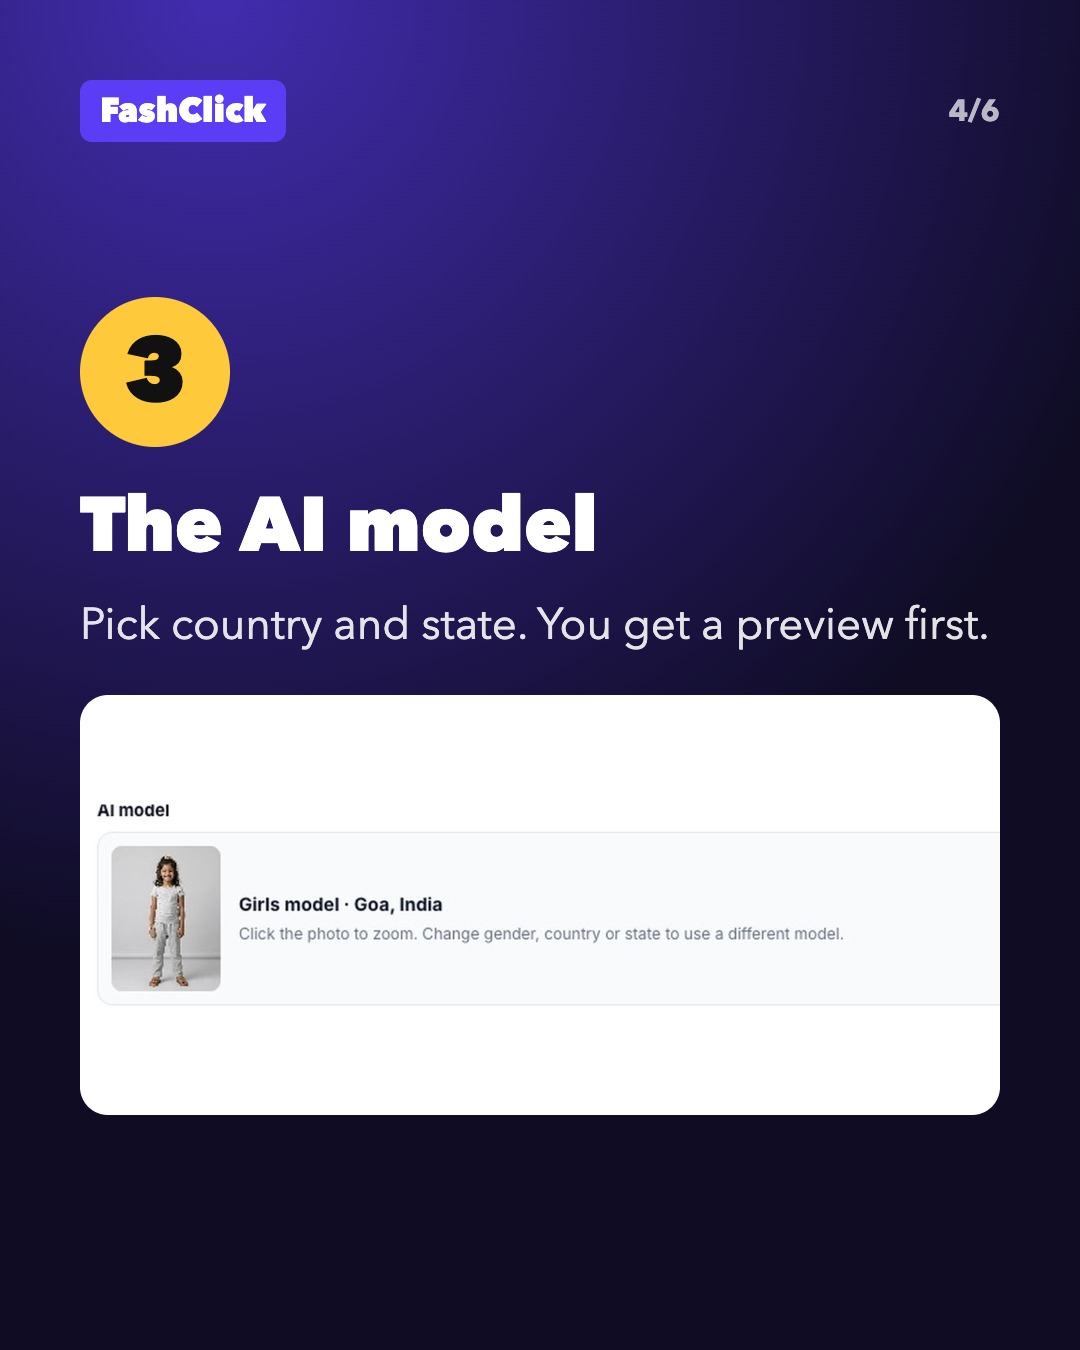 FashClick
4/6
3
The AI model
Pick country and state. You get a preview first.
AI model
Girls model · Goa, India
Click the photo to zoom. Change gender, country or state to use a different model.